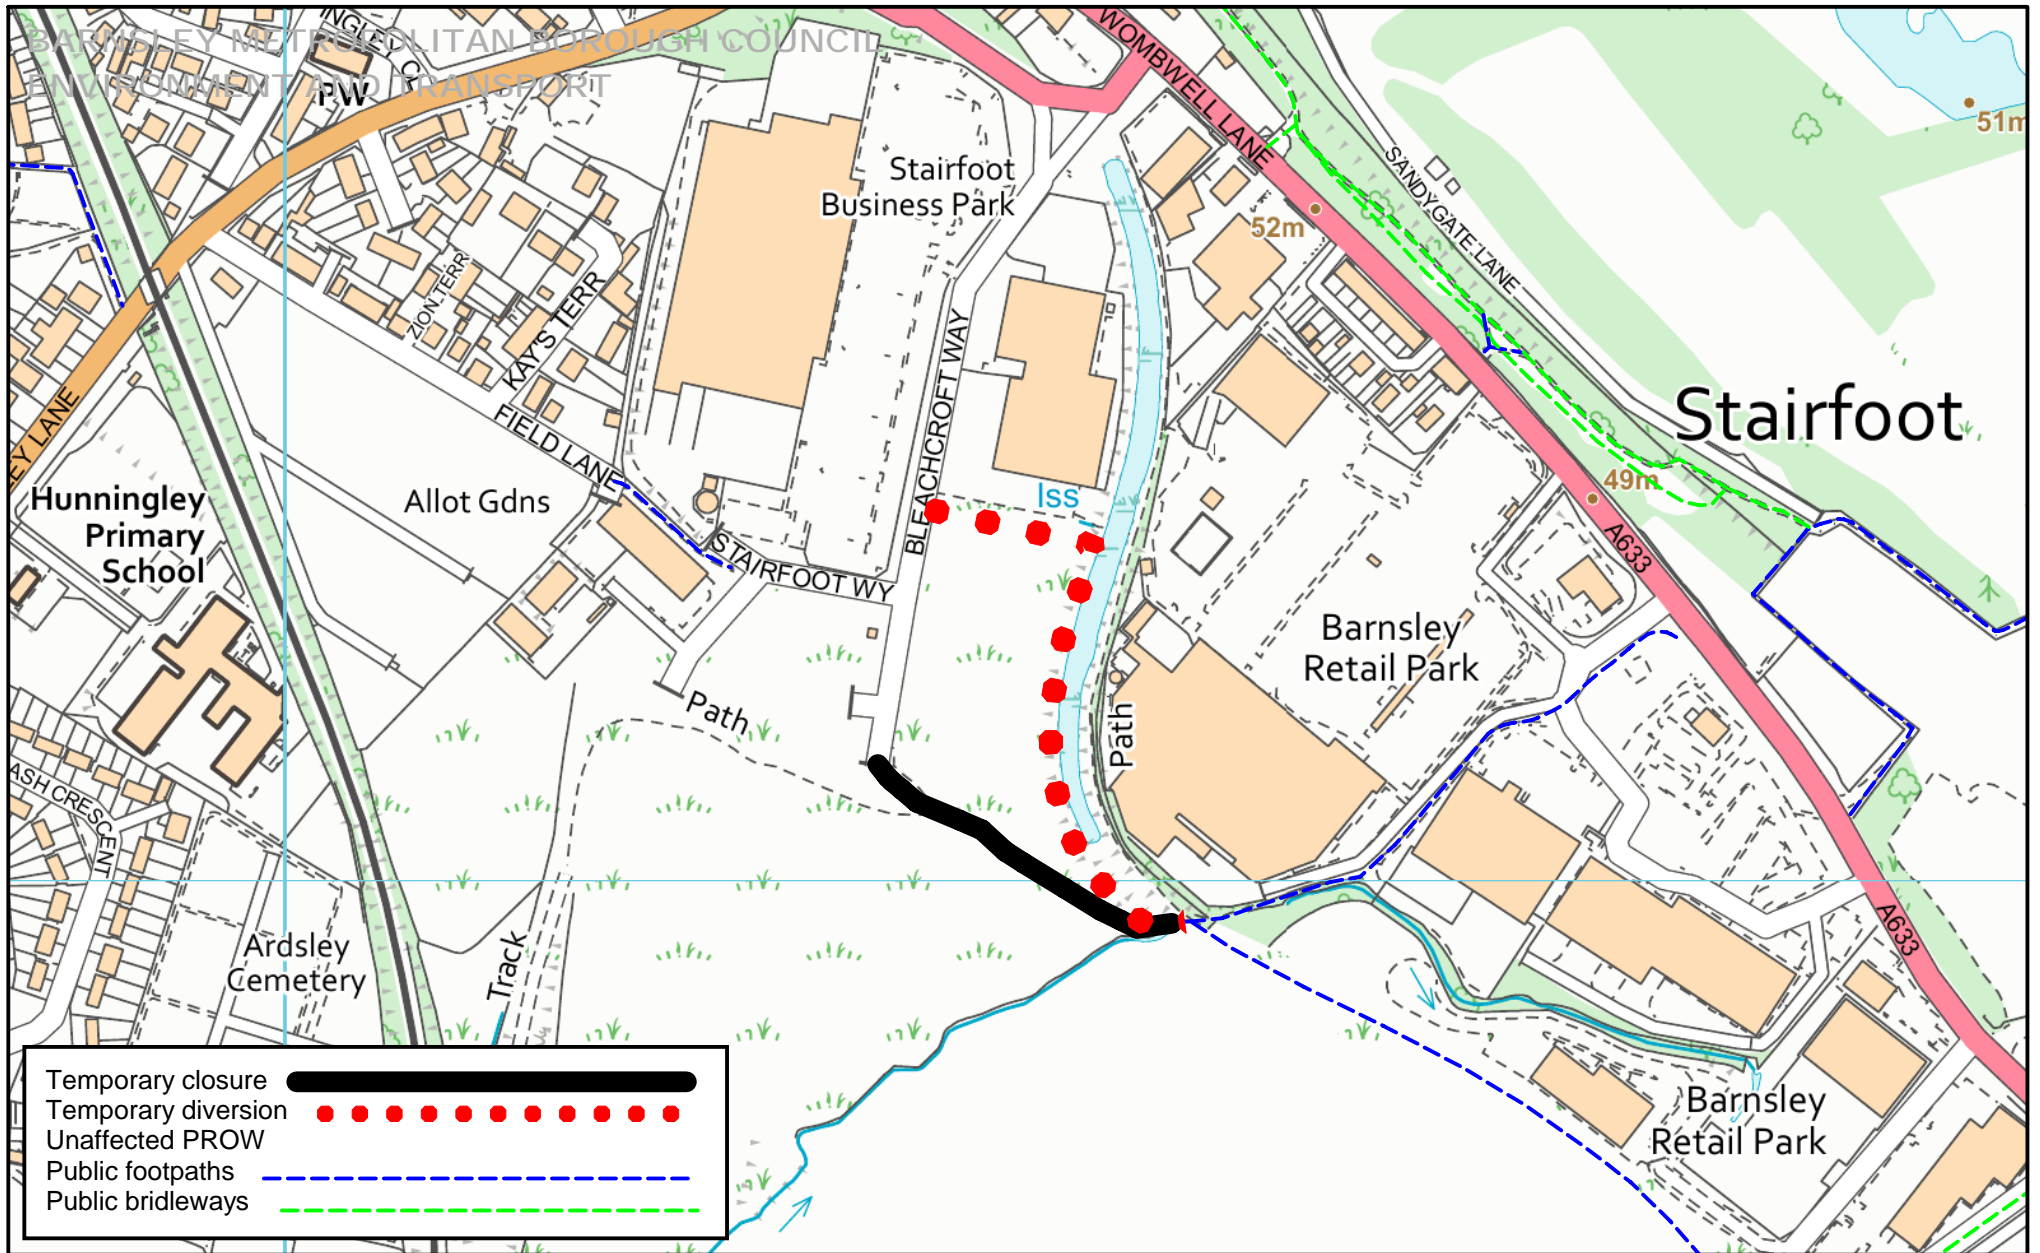 BARNSLEY METROPOLITAN BOROUGH COUNCIL
ENVIRONMENT AND TRANSPORT
PW
WOMBWELL LANE
51m
Stairfoot
Business Park
SANDYGATE LANE
52m
ZION TERR
KAY'S TERR
BLEACHCROFT WAY
FIELD LANE
Stairfoot
49m
Hunningley
Primary
School
Allot Gdns
Iss
STAIRFOOT WY
A633
Barnsley
Retail Park
Path
Path
ASH CRESCENT
A633
Ardsley
Cemetery
Track
Barnsley
Retail Park
Temporary closure
Temporary diversion
Unaffected PROW
Public footpaths
Public bridleways